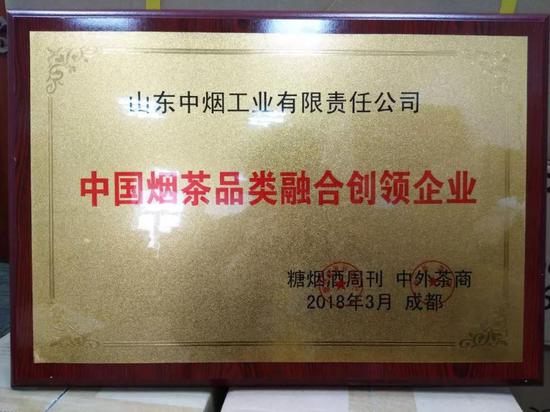 山东中烟工业有限责任公司
中国烟茶品类融合创领企业
糖烟酒周刊 中外茶商
2018年3月 成都